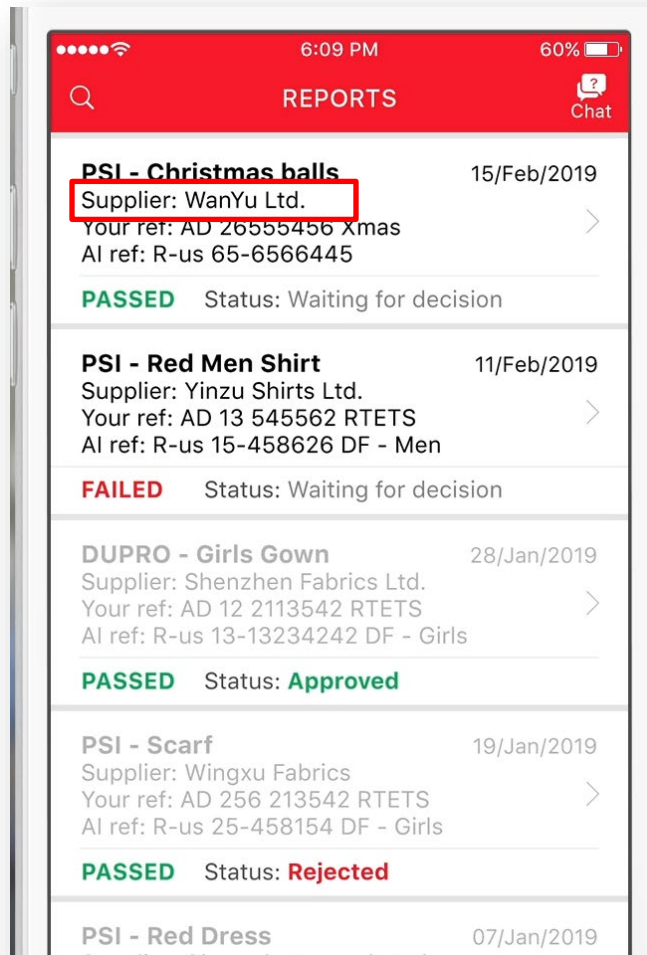 6:09 PM
60%
REPORTS
?
Chat
PSI - Christmas balls
15/Feb/2019
Supplier: WanYu Ltd.
Your ref: AD 26555456 Xmas
AI ref: R-us 65-6566445
PASSED Status: Waiting for decision
PSI - Red Men Shirt
11/Feb/2019
Supplier: Yinzu Shirts Ltd.
Your ref: AD 13 545562 RTETS
AI ref: R-us 15-458626 DF - Men
FAILED Status: Waiting for decision
DUPRO - Girls Gown
28/Jan/2019
Supplier: Shenzhen Fabrics Ltd.
Your ref: AD 12 2113542 RTETS
AI ref: R-us 13-13234242 DF - Girls
PASSED Status: Approved
PSI - Scarf
19/Jan/2019
Supplier: Wingxu Fabrics
Your ref: AD 256 213542 RTETS
AI ref: R-us 25-458154 DF - Girls
PASSED Status: Rejected
PSI - Red Dress
07/Jan/2019